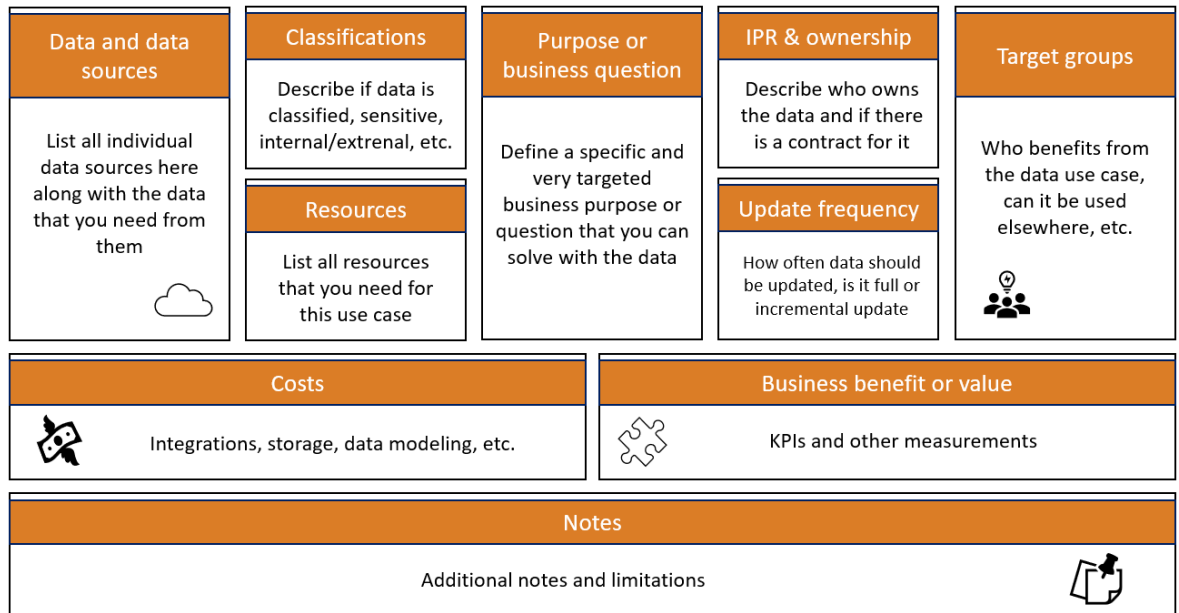 Data and data
sources
List all individual
data sources here
along with the data
that you need from
them
Classifications
Describe if data is
classified, sensitive,
internal/extrenal, etc.
Resources
List all resources
that you need for
this use case
Purpose or
business question
Define a specific and
very targeted
business purpose or
question that you can
solve with the data
IPR & ownership
Describe who owns
the data and if there
is a contract for it
Update frequency
How often data should
be updated, is it full or
incremental update
Target groups
Who benefits from
the data use case,
can it be used
elsewhere, etc.
Costs
Integrations, storage, data modeling, etc.
Business benefit or value
KPIs and other measurements
Notes
Additional notes and limitations